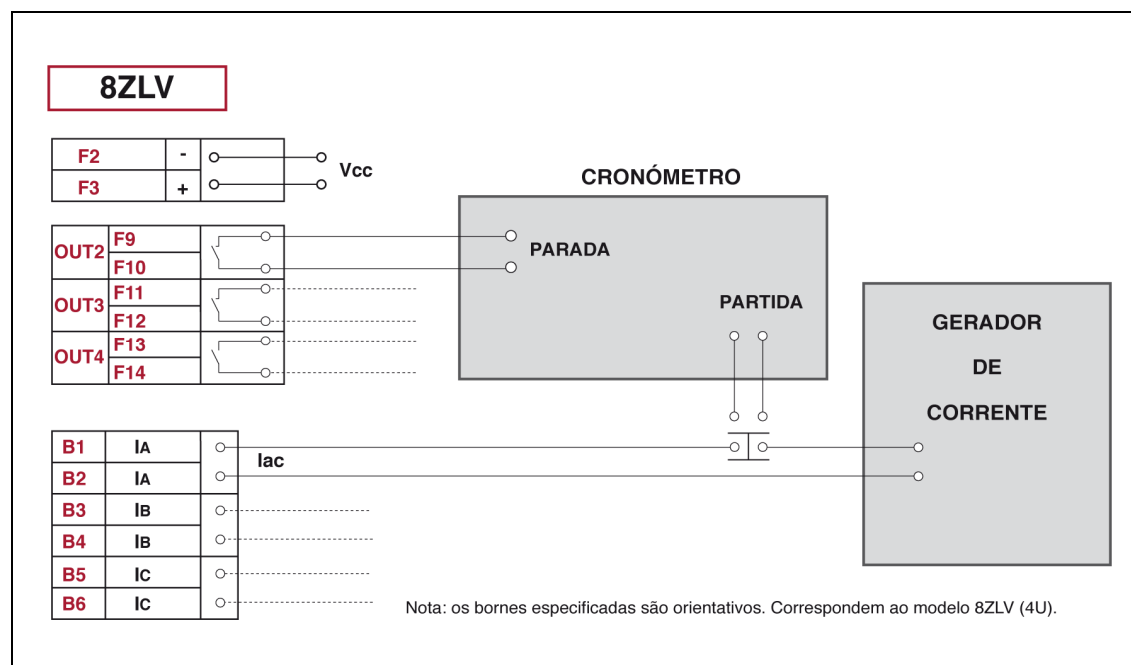 8ZLV
F2 -
F3 +
Vcc
CRONÓMETRO
OUT2
F9
F10
PARADA
OUT3
F11
F12
PARTIDA
OUT4
F13
F14
GERADOR
DE
CORRENTE
B1 IA
Iac
B2 IA
B3 IB
B4 IB
B5 IC
B6 IC
Nota: os bornes especificadas são orientativos. Correspondem ao modelo 8ZLV (4U).